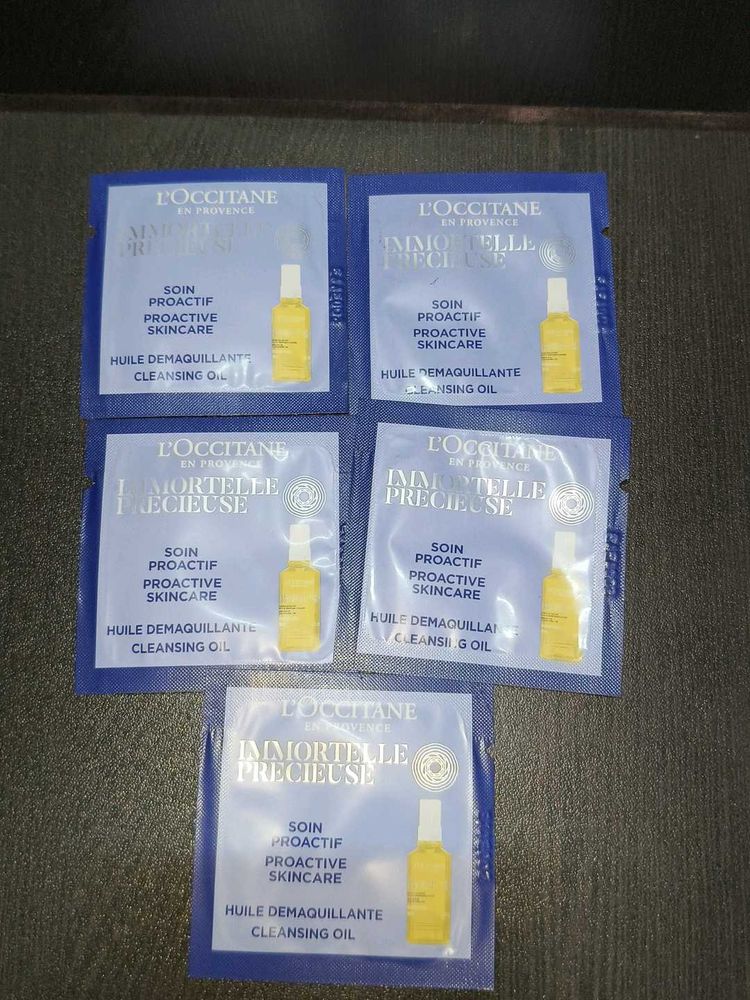 L'OCCITANE
EN PROVENCE
IMMORTELLE
PRECIEUSE
SOIN
PROACTIF
PROACTIVE
SKINCARE
HUILE DEMAQUILLANTE
CLEANSING OIL
L'OCCITANE
EN PROVENCE
IMMORTELLE
PRECIEUSE
SOIN
PROACTIF
PROACTIVE
SKINCARE
HUILE DEMAQUILLANTE
CLEANSING OIL
L'OCCITANE
EN PROVENCE
IMMORTELLE
PRECIEUSE
SOIN
PROACTIF
PROACTIVE
SKINCARE
HUILE DEMAQUILLANTE
CLEANSING OIL
L'OCCITANE
EN PROVENCE
IMMORTELLE
PRECIEUSE
SOIN
PROACTIF
PROACTIVE
SKINCARE
HUILE DEMAQUILLANTE
CLEANSING OIL
L'OCCITANE
EN PROVENCE
IMMORTELLE
PRECIEUSE
SOIN
PROACTIF
PROACTIVE
SKINCARE
HUILE DEMAQUILLANTE
CLEANSING OIL